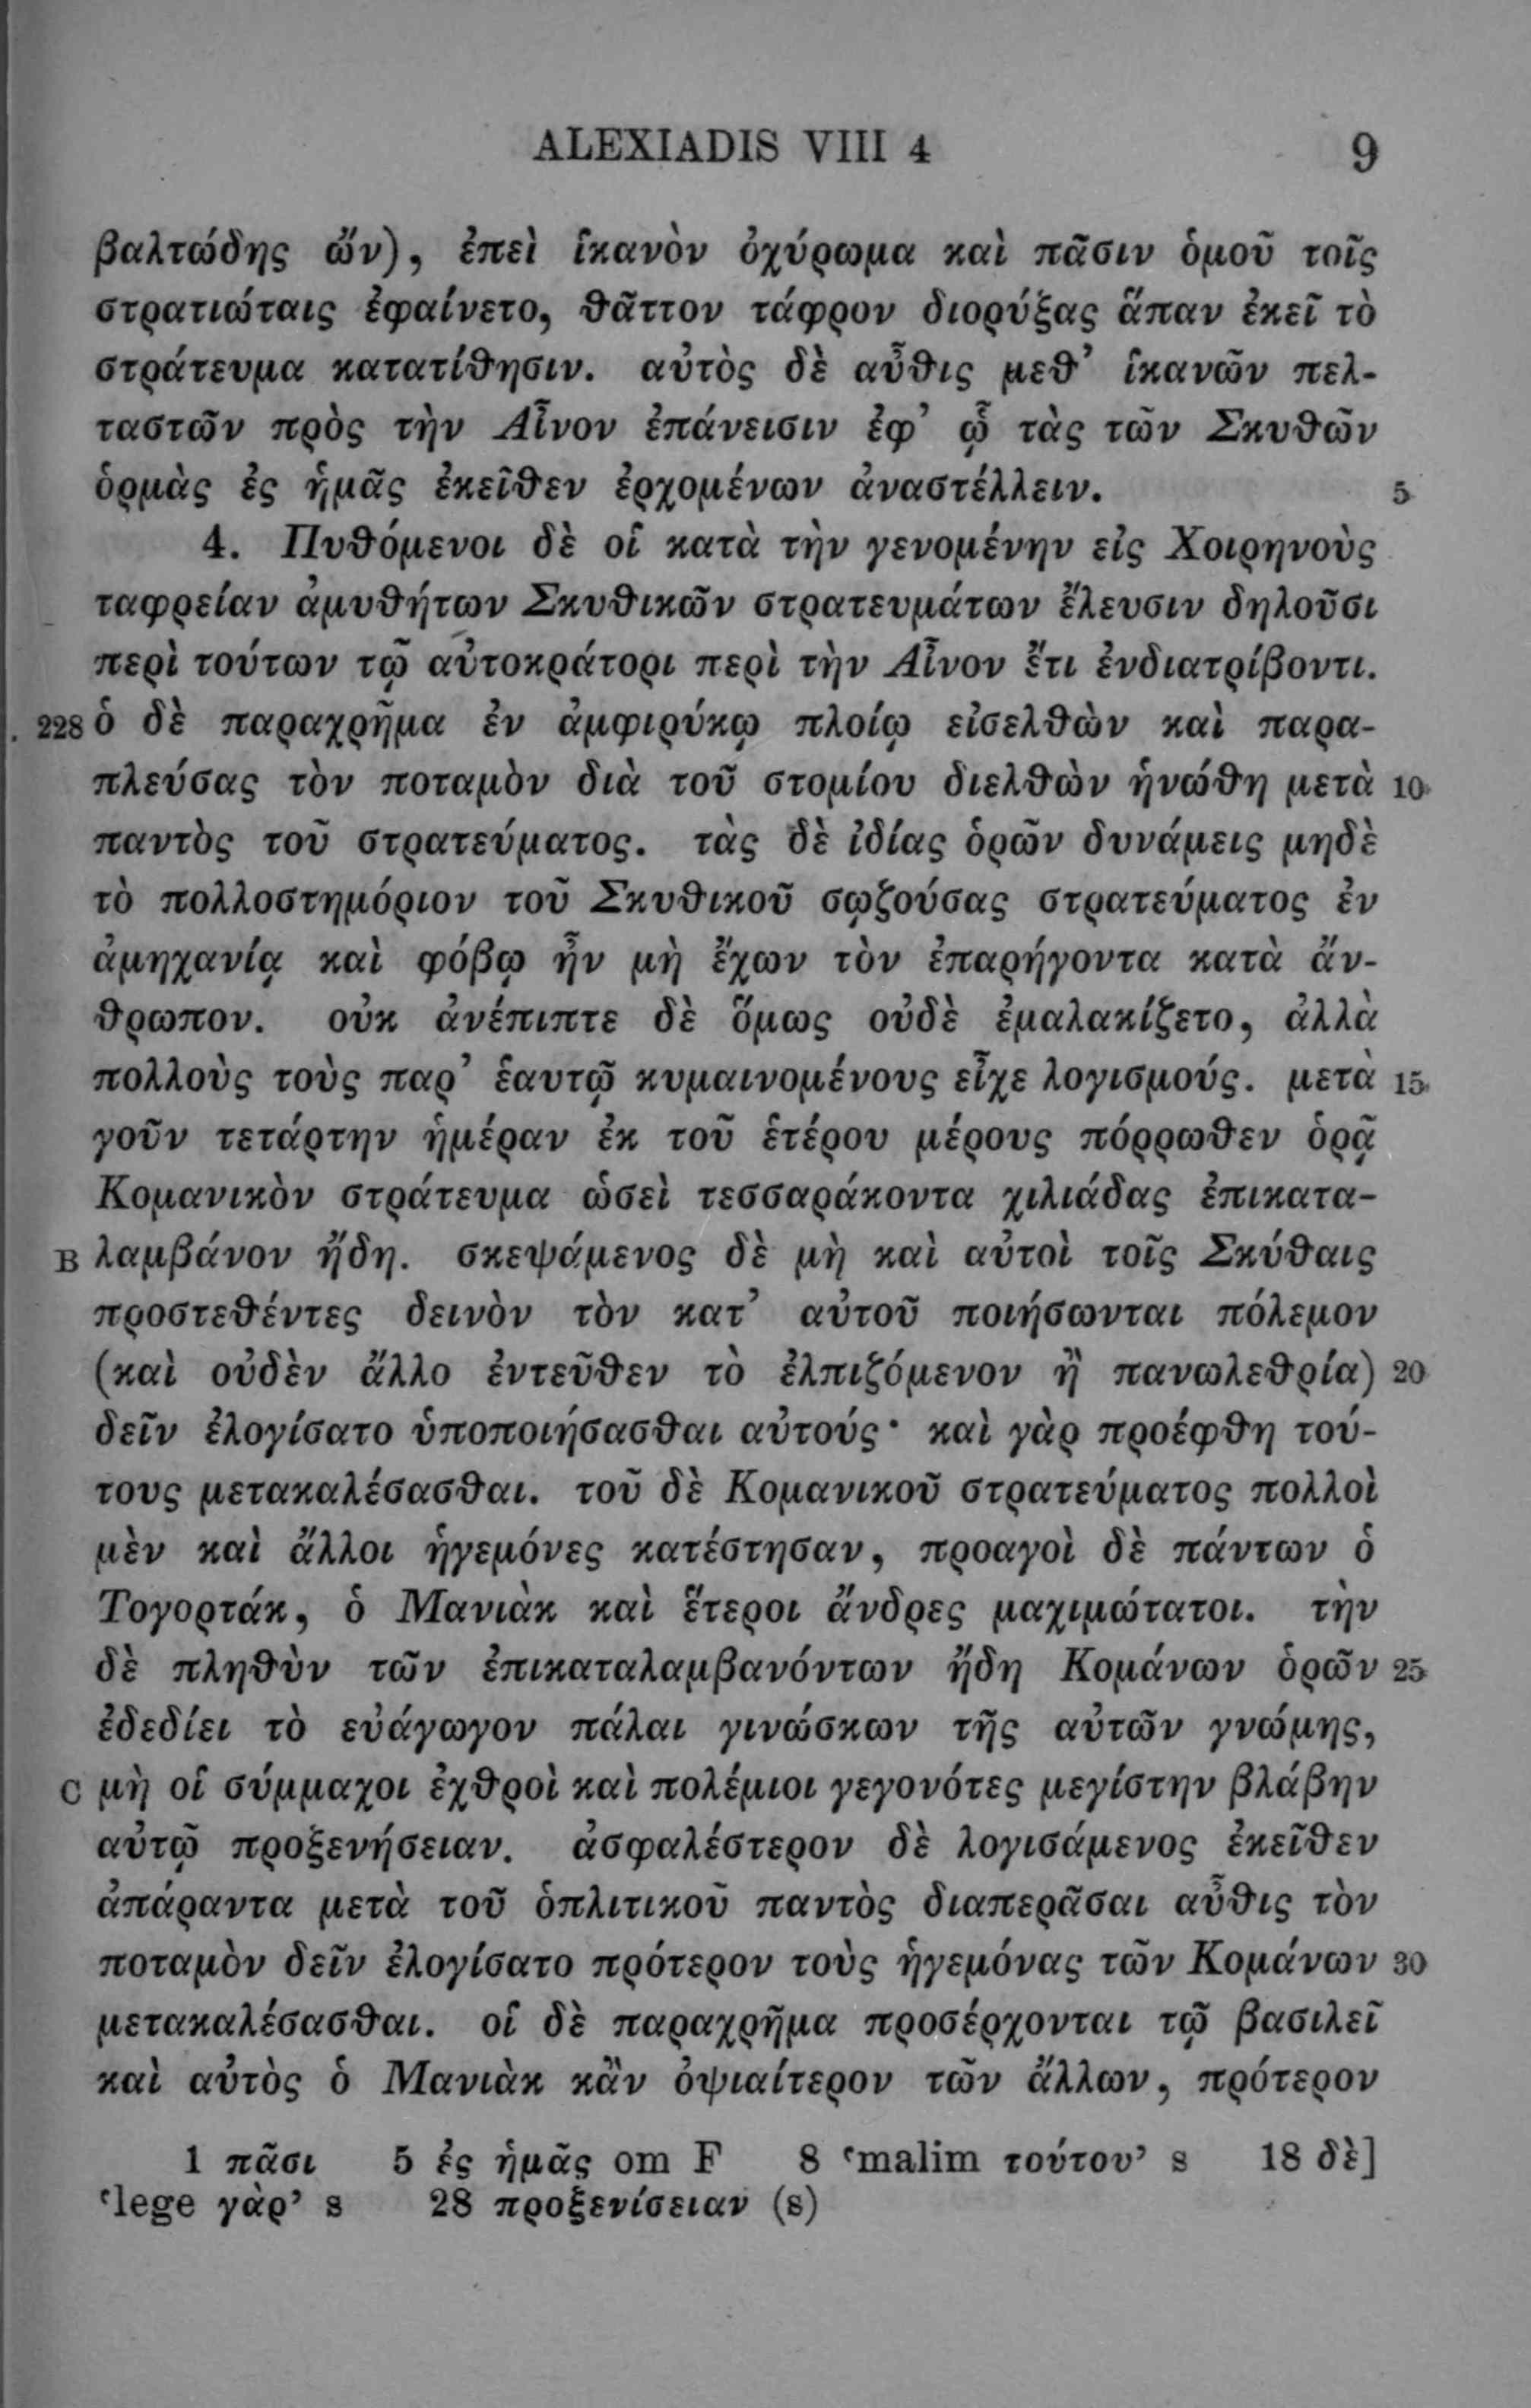 ALEXIADIS VIII 4 9
βαλτώδης ὤν), ἐπεὶ ἱκανὸν ὀχύρωμα καὶ πᾶσιν ὁμοῦ τοῖς
στρατιώταις ἐφαίνετο, θᾶττον τάφρον διορύξας ἅπαν ἐκεῖ τὸ
στράτευμα κατατίθησιν. αὐτὸς δὲ αὖθις μεθ’ ἱκανῶν πελ-
ταστῶν πρὸς τὴν Αἶνον ἐπάνεισιν ἐφ’ ᾧ τὰς τῶν Σκυθῶν
ὁρμὰς ἐς ἡμᾶς ἐκεῖθεν ἐρχομένων ἀναστέλλειν. 5
4. Πυθόμενοι δὲ οἱ κατὰ τὴν γενομένην εἰς Χοιρηνοὺς
ταφρείαν ἀμυθήτων Σκυθικῶν στρατευμάτων ἔλευσιν δηλοῦσι
περὶ τούτων τῷ αὐτοκράτορι περὶ τὴν Αἶνον ἔτι ἐνδιατρίβοντι.
. 228 ὁ δὲ παραχρῆμα ἐν ἀμφιρύκῳ πλοίῳ εἰσελθὼν καὶ παρα-
πλεύσας τὸν ποταμὸν διὰ τοῦ στομίου διελθὼν ἡνώθη μετὰ 10
παντὸς τοῦ στρατεύματος. τὰς δὲ ἰδίας ὁρῶν δυνάμεις μηδὲ
τὸ πολλοστημόριον τοῦ Σκυθικοῦ σῳζούσας στρατεύματος ἐν
ἀμηχανίᾳ καὶ φόβῳ ἦν μὴ ἔχων τὸν ἐπαρήγοντα κατὰ ἄν-
θρωπον. οὐκ ἀνέπιπτε δὲ ὅμως οὐδὲ ἐμαλακίζετο, ἀλλὰ
πολλοὺς τοὺς παρ’ ἑαυτῷ κυμαινομένους εἶχε λογισμούς. μετὰ 15
γοῦν τετάρτην ἡμέραν ἐκ τοῦ ἑτέρου μέρους πόρρωθεν ὁρᾷ
Κομανικὸν στράτευμα ὡσεὶ τεσσαράκοντα χιλιάδας ἐπικατα-
B λαμβάνον ἤδη. σκεψάμενος δὲ μὴ καὶ αὐτοὶ τοῖς Σκύθαις
προστεθέντες δεινὸν τὸν κατ’ αὐτοῦ ποιήσωνται πόλεμον
(καὶ οὐδὲν ἄλλο ἐντεῦθεν τὸ ἐλπιζόμενον ἢ πανωλεθρία) 20
δεῖν ἐλογίσατο ὑποποιήσασθαι αὐτούς· καὶ γὰρ προέφθη τού-
τους μετακαλέσασθαι. τοῦ δὲ Κομανικοῦ στρατεύματος πολλοὶ
μὲν καὶ ἄλλοι ἡγεμόνες κατέστησαν, προαγοὶ δὲ πάντων ὁ
Τογορτάκ, ὁ Μανιὰκ καὶ ἕτεροι ἄνδρες μαχιμώτατοι. τὴν
δὲ πληθὺν τῶν ἐπικαταλαμβανόντων ἤδη Κομάνων ὁρῶν 25
ἐδεδίει τὸ εὐάγωγον πάλαι γινώσκων τῆς αὐτῶν γνώμης,
C μὴ οἱ σύμμαχοι ἐχθροὶ καὶ πολέμιοι γεγονότες μεγίστην βλάβην
αὐτῷ προξενήσειαν. ἀσφαλέστερον δὲ λογισάμενος ἐκεῖθεν
ἀπάραντα μετὰ τοῦ ὁπλιτικοῦ παντὸς διαπερᾶσαι αὖθις τὸν
ποταμὸν δεῖν ἐλογίσατο πρότερον τοὺς ἡγεμόνας τῶν Κομάνων 30
μετακαλέσασθαι. οἱ δὲ παραχρῆμα προσέρχονται τῷ βασιλεῖ
καὶ αὐτὸς ὁ Μανιὰκ κἂν ὀψιαίτερον τῶν ἄλλων, πρότερον
1 πᾶσι 5 ἐς ἡμᾶς om F 8 ‘malim τούτου’ s 18 δὲ]
‘lege γὰρ’ s 28 προξενίσειαν (s)